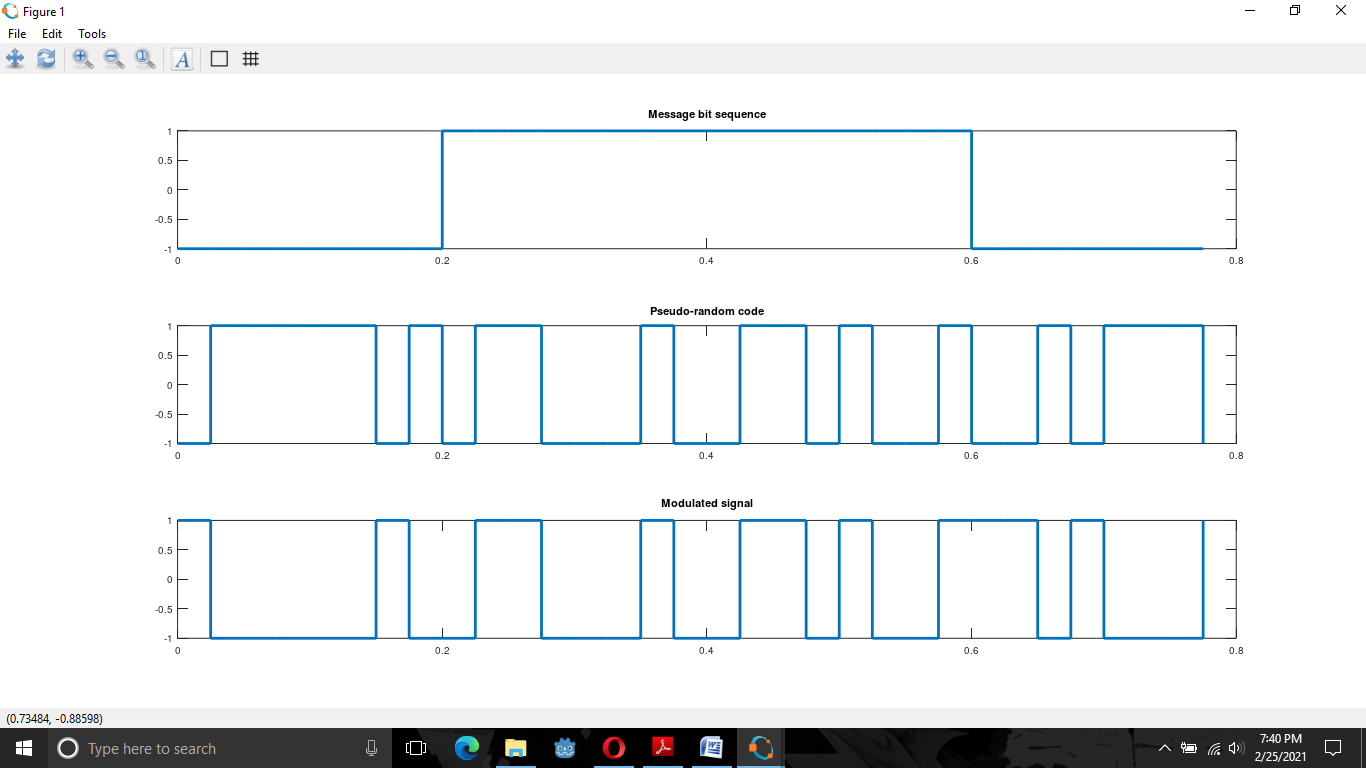 Figure 1
File Edit Tools
Message bit sequence
1
0.5
0
-0.5
-1
0 0.2 0.4 0.6 0.8
Pseudo-random code
1
0.5
0
-0.5
-1
0 0.2 0.4 0.6 0.8
Modulated signal
1
0.5
0
-0.5
-1
0 0.2 0.4 0.6 0.8
(0.73484, -0.88598)
Type here to search
7:40 PM
2/25/2021